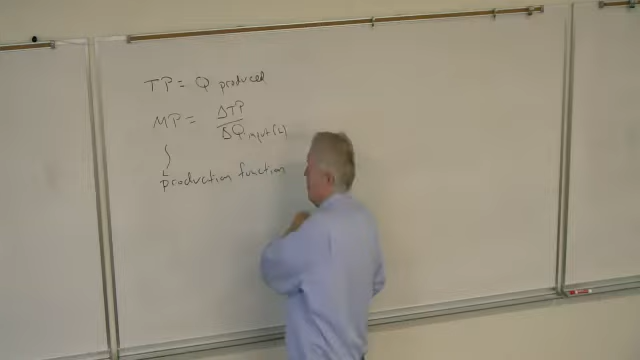 TP = Q produced
MP = ΔTP / ΔQ input (L)
production function